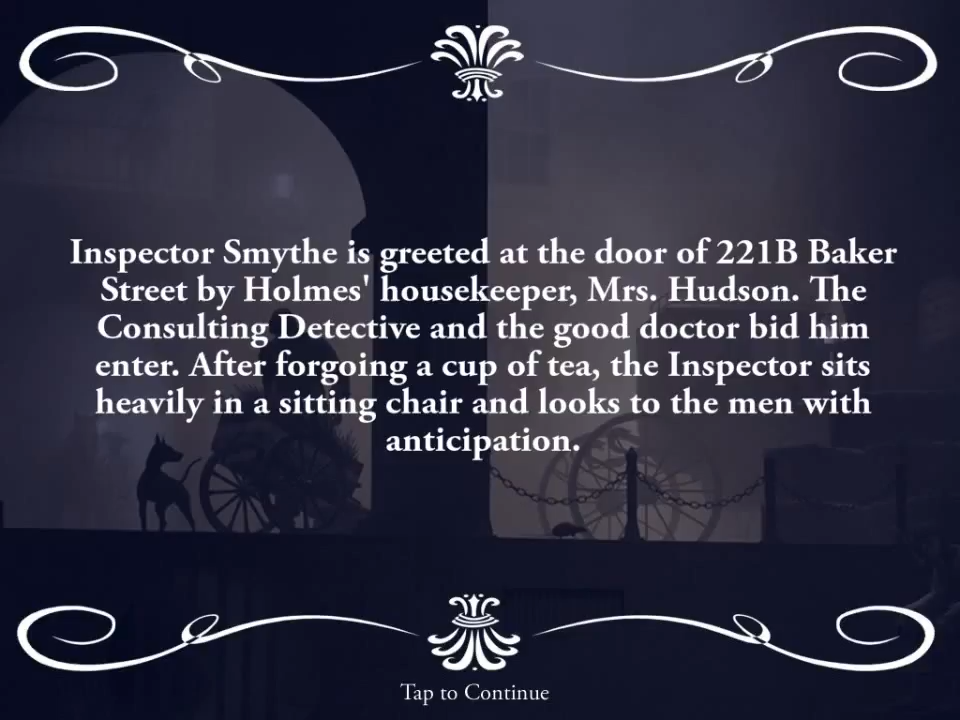 Inspector Smythe is greeted at the door of 221B Baker
Street by Holmes' housekeeper, Mrs. Hudson. The
Consulting Detective and the good doctor bid him
enter. After forgoing a cup of tea, the Inspector sits
heavily in a sitting chair and looks to the men with
anticipation.
Tap to Continue